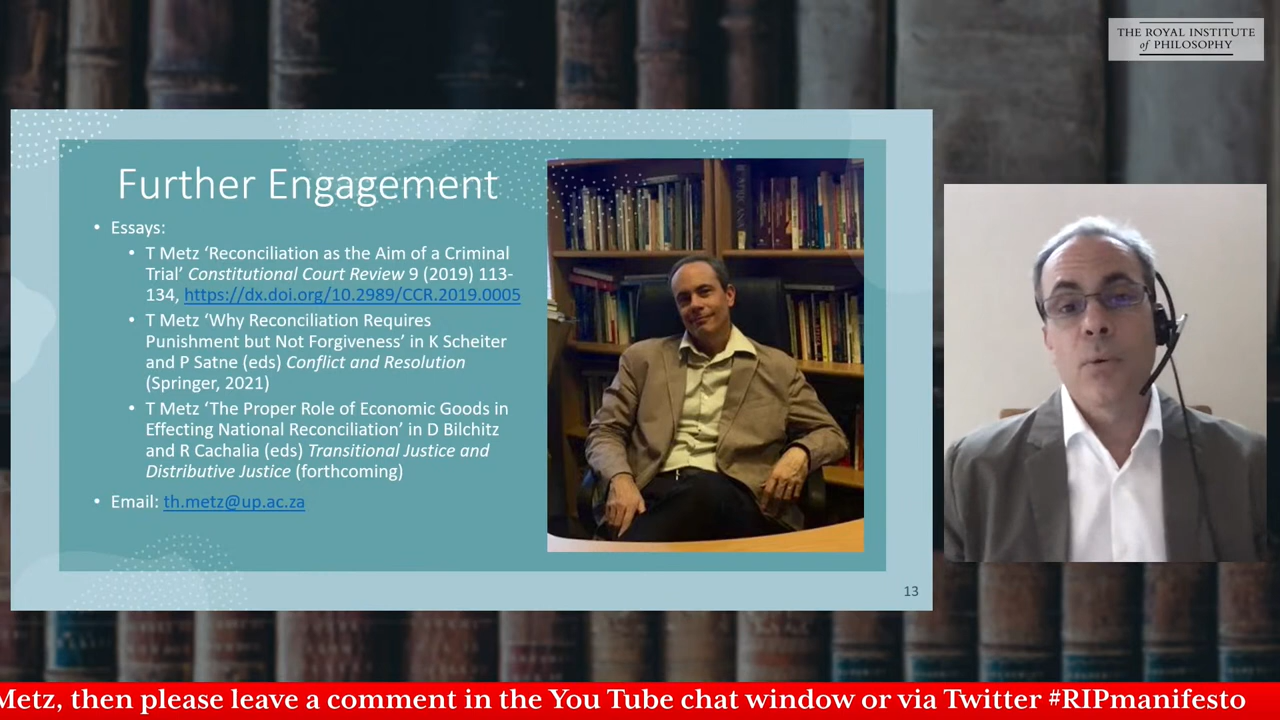 THE ROYAL INSTITUTE
of PHILOSOPHY
Further Engagement
• Essays:
• T Metz ‘Reconciliation as the Aim of a Criminal
Trial’ Constitutional Court Review 9 (2019) 113-
134, https://dx.doi.org/10.2989/CCR.2019.0005
• T Metz ‘Why Reconciliation Requires
Punishment but Not Forgiveness’ in K Scheiter
and P Satne (eds) Conflict and Resolution
(Springer, 2021)
• T Metz ‘The Proper Role of Economic Goods in
Effecting National Reconciliation’ in D Bilchitz
and R Cachalia (eds) Transitional Justice and
Distributive Justice (forthcoming)
• Email: th.metz@up.ac.za
13
Metz, then please leave a comment in the You Tube chat window or via Twitter #RIPmanifesto